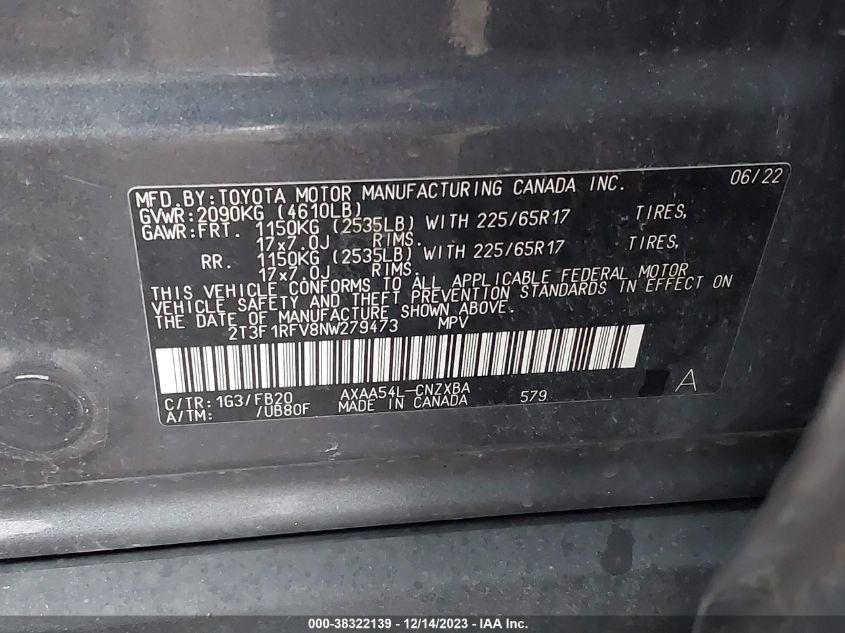 MFD.BY:TOYOTA MOTOR MANUFACTURING CANADA INC. 06/22
GVWR:2090KG (4610LB)
GAWR:FRT. 1150KG (2535LB) WITH 225/65R17 TIRES,
17x7.0J RIMS.
RR. 1150KG (2535LB) WITH 225/65R17 TIRES,
17x7.0J RIMS.
THIS VEHICLE CONFORMS TO ALL APPLICABLE FEDERAL MOTOR
VEHICLE SAFETY AND THEFT PREVENTION STANDARDS IN EFFECT ON
THE DATE OF MANUFACTURE SHOWN ABOVE.
2T3F1RFV8NW279473 MPV
C/TR:1G3/FB20 AXAA54L-CNZXBA 579 A
A/TM: /UB80F MADE IN CANADA
000-38322139 - 12/14/2023 - IAA Inc.